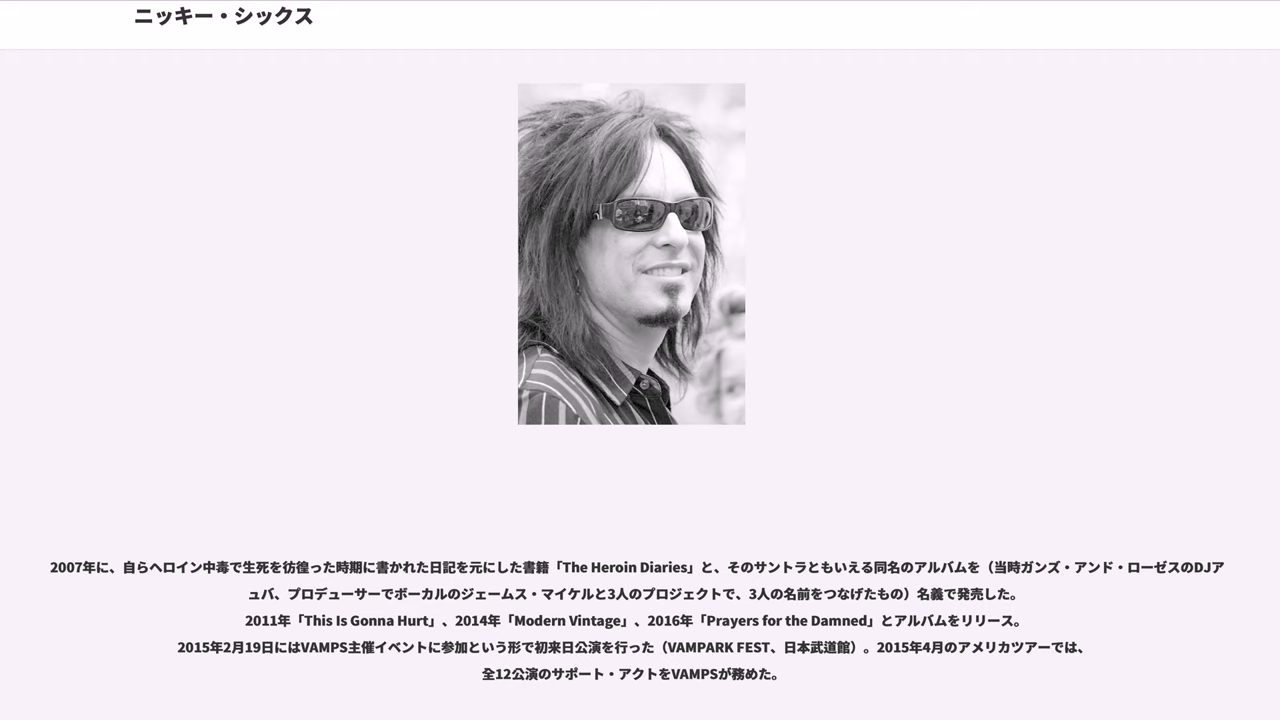 ニッキー・シックス
2007年に、自らヘロイン中毒で生死を彷徨った時期に書かれた日記を元にした書籍「The Heroin Diaries」と、そのサントラともいえる同名のアルバムを（当時ガンズ・アンド・ローゼスのDJア
ュバ、プロデューサーでボーカルのジェームス・マイケルと3人のプロジェクトで、3人の名前をつなげたもの）名義で発売した。
2011年「This Is Gonna Hurt」、2014年「Modern Vintage」、2016年「Prayers for the Damned」とアルバムをリリース。
2015年2月19日にはVAMPS主催イベントに参加という形で初来日公演を行った（VAMPARK FEST、日本武道館）。2015年4月のアメリカツアーでは、
全12公演のサポート・アクトをVAMPSが務めた。